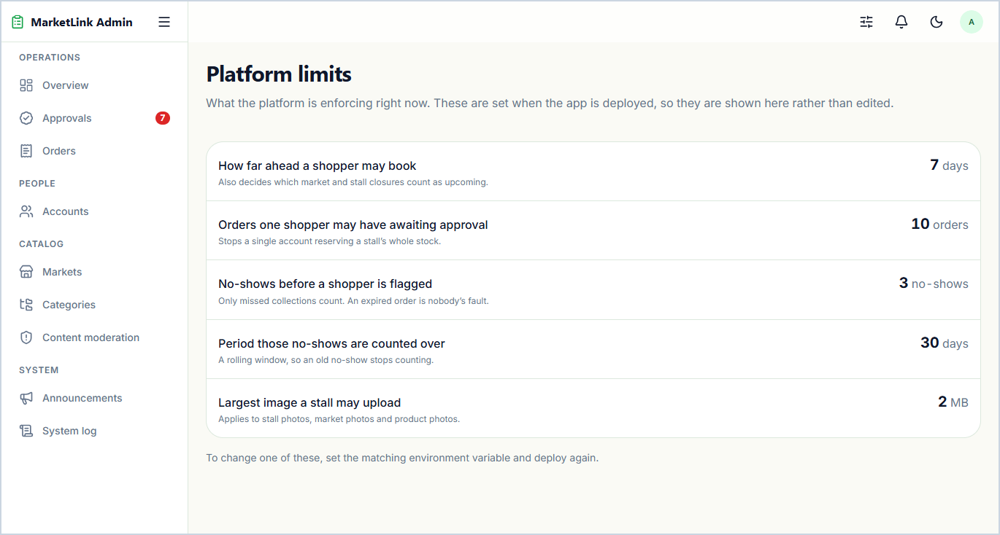 MarketLink Admin
A
OPERATIONS
Overview
Approvals 7
Orders
PEOPLE
Accounts
CATALOG
Markets
Categories
Content moderation
SYSTEM
Announcements
System log
Platform limits
What the platform is enforcing right now. These are set when the app is deployed, so they are shown here rather than edited.
How far ahead a shopper may book 7 days
Also decides which market and stall closures count as upcoming.
Orders one shopper may have awaiting approval 10 orders
Stops a single account reserving a stall’s whole stock.
No-shows before a shopper is flagged 3 no-shows
Only missed collections count. An expired order is nobody’s fault.
Period those no-shows are counted over 30 days
A rolling window, so an old no-show stops counting.
Largest image a stall may upload 2 MB
Applies to stall photos, market photos and product photos.
To change one of these, set the matching environment variable and deploy again.